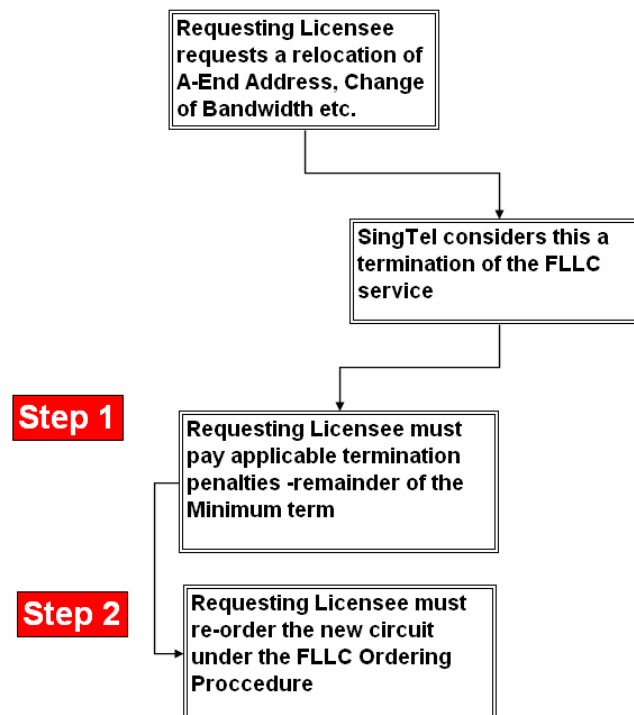 Requesting Licensee
requests a relocation of
A-End Address, Change
of Bandwidth etc.
SingTel considers this a
termination of the FLLC
service
Step 1
Requesting Licensee must
pay applicable termination
penalties -remainder of the
Minimum term
Step 2
Requesting Licensee must
re-order the new circuit
under the FLLC Ordering
Proccedure